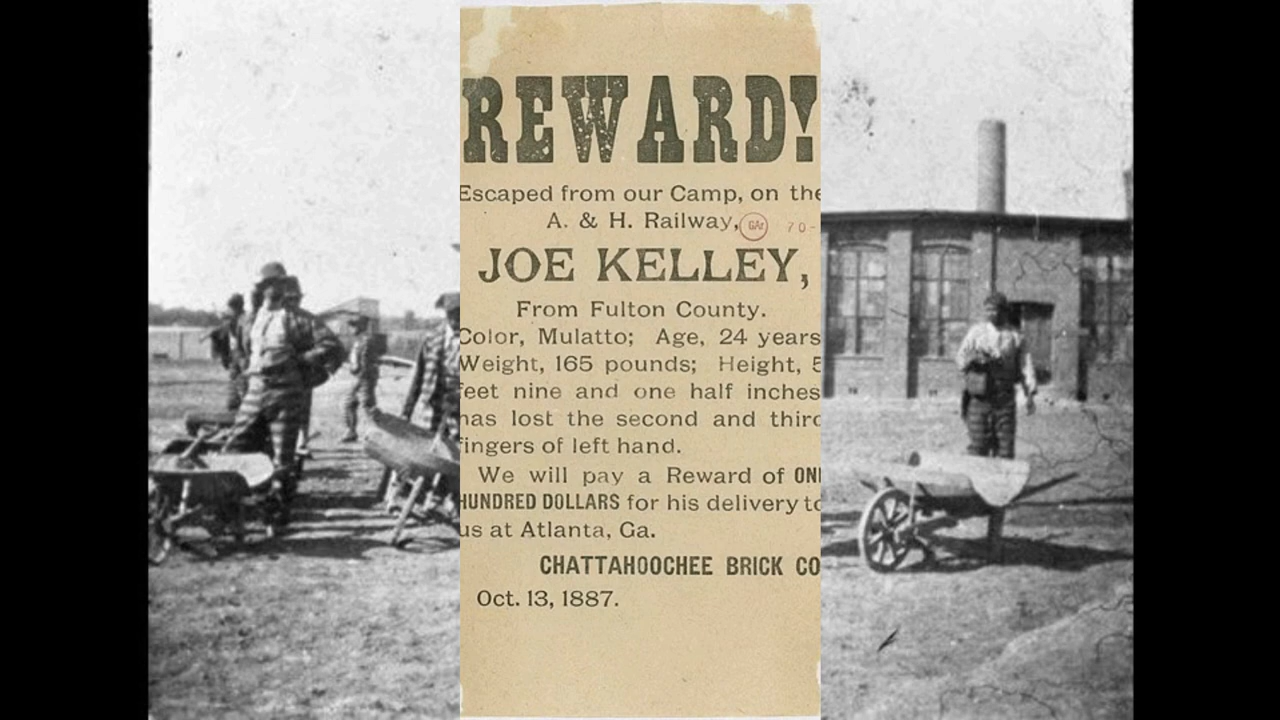 REWARD!
Escaped from our Camp, on the
A. & H. Railway,
GAr 70-
JOE KELLEY,
From Fulton County.
Color, Mulatto; Age, 24 years
Weight, 165 pounds; Height, 5
feet nine and one half inches
has lost the second and third
fingers of left hand.
We will pay a Reward of ONE
HUNDRED DOLLARS for his delivery to
us at Atlanta, Ga.
CHATTAHOOCHEE BRICK CO
Oct. 13, 1887.